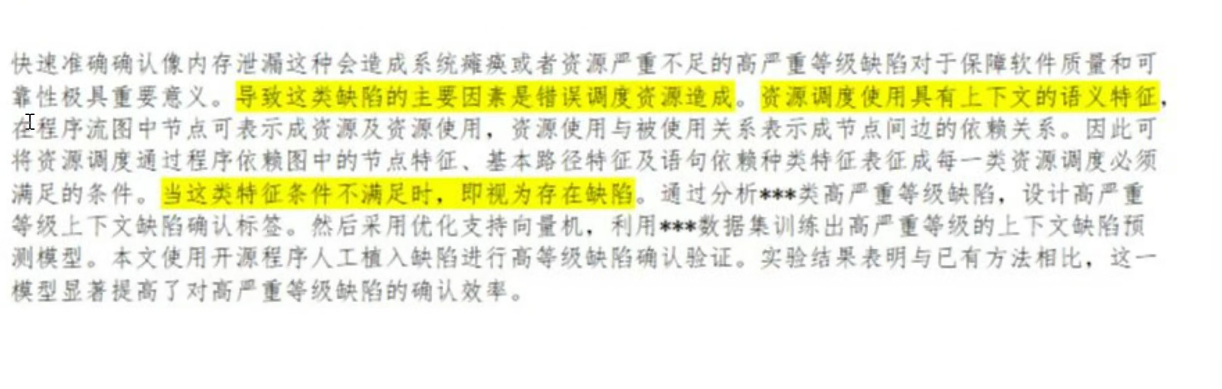 快速准确确认像内存泄漏这种会造成系统瘫痪或者资源严重不足的高严重等级缺陷对于保障软件质量和可
靠性极具重要意义。导致这类缺陷的主要因素是错误调度资源造成。资源调度使用具有上下文的语义特征，
在程序流图中节点可表示成资源及资源使用，资源使用与被使用关系表示成节点间边的依赖关系。因此可
将资源调度通过程序依赖图中的节点特征、基本路径特征及语句依赖种类特征表征成每一类资源调度必须
满足的条件。当这类特征条件不满足时，即视为存在缺陷。通过分析***类高严重等级缺陷，设计高严重
等级上下文缺陷确认标签。然后采用优化支持向量机，利用***数据集训练出高严重等级的上下文缺陷预
测模型。本文使用开源程序人工植入缺陷进行高等级缺陷确认验证。实验结果表明与已有方法相比，这一
模型显著提高了对高严重等级缺陷的确认效率。